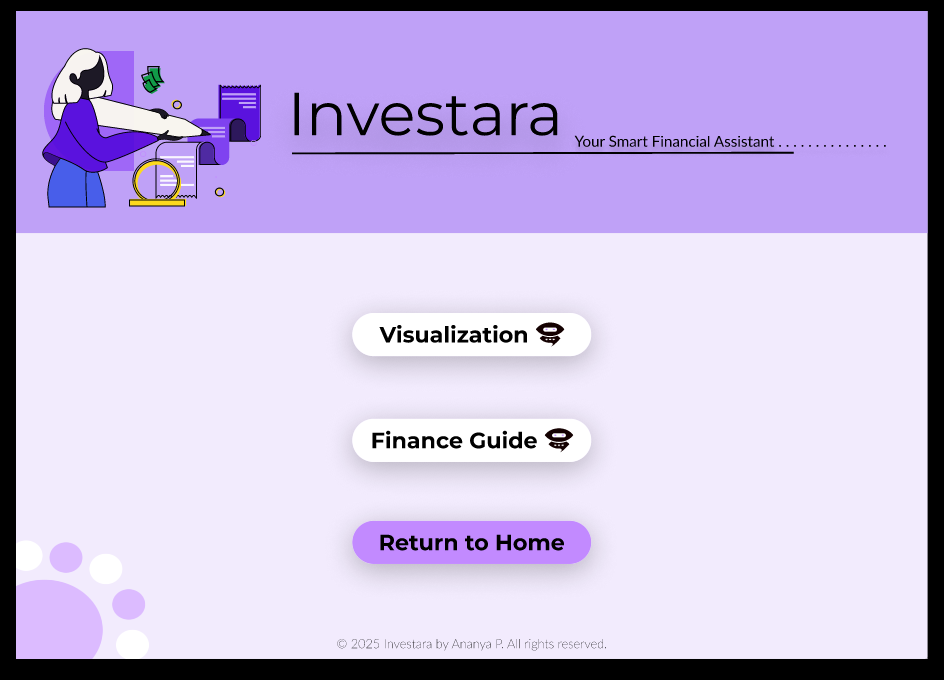 Investara
Your Smart Financial Assistant . . . . . . . . . . . . . . .
Visualization
Finance Guide
Return to Home
© 2025 Investara by Ananya P. All rights reserved.